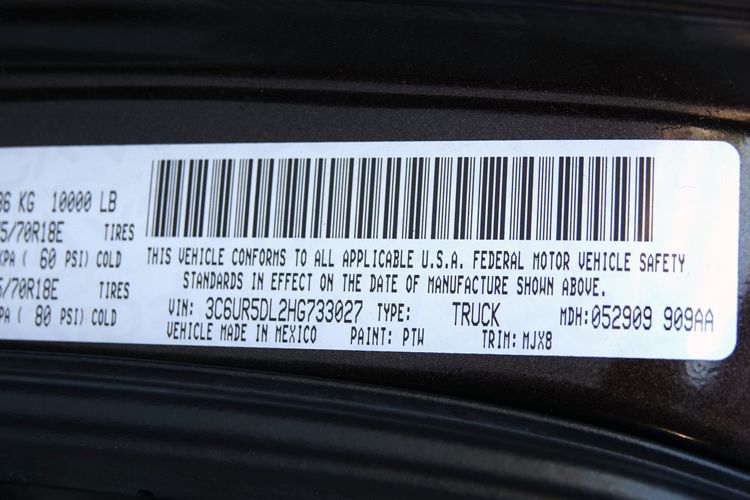 KG 10000 LB
5/70R18E TIRES
KPA ( 60 PSI) COLD
/70R18E TIRES
PA ( 80 PSI) COLD
THIS VEHICLE CONFORMS TO ALL APPLICABLE U.S.A. FEDERAL MOTOR VEHICLE SAFETY
STANDARDS IN EFFECT ON THE DATE OF MANUFACTURE SHOWN ABOVE.
VIN: 3C6UR5DL2HG733027 TYPE: TRUCK MDH:052909 909AA
VEHICLE MADE IN MEXICO PAINT: PTW TRIM: MJX8